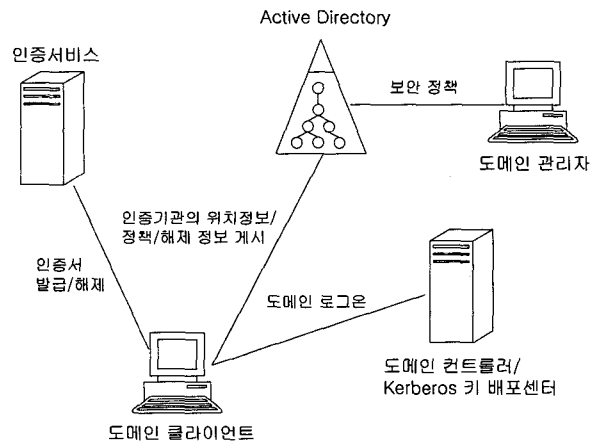 Active Directory
인증서비스
보안 정책
도메인 관리자
인증기관의 위치정보/
정책/해제 정보 게시
인증서
발급/해제
도메인 로그온
도메인 컨트롤러/
Kerberos 키 배포센터
도메인 클라이언트